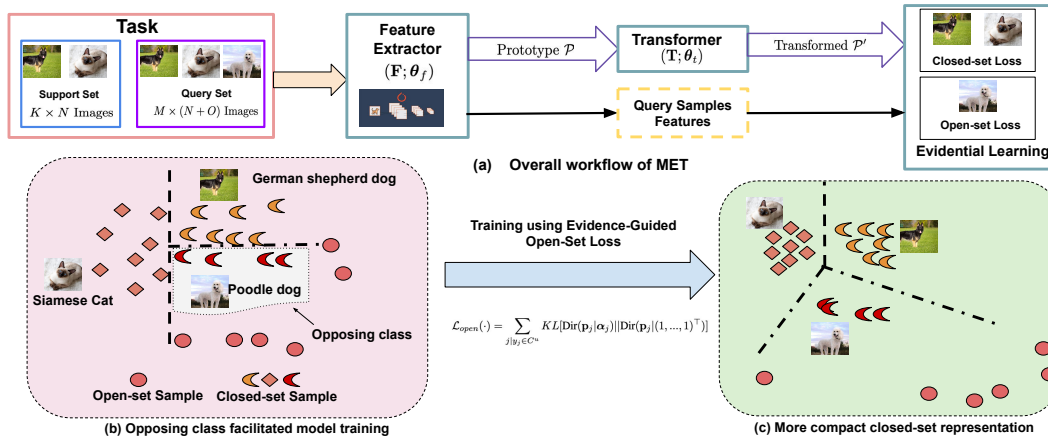 Task
Support Set
K × N Images
Query Set
M × (N + O) Images
Feature
Extractor
(F; θ_f)
Prototype P
Transformer
(T; θ_t)
Transformed P′
Query Samples
Features
Closed-set Loss
Open-set Loss
Evidential Learning
(a) Overall workflow of MET
German shepherd dog
Siamese Cat
Poodle dog
Opposing class
Open-set Sample
Closed-set Sample
(b) Opposing class facilitated model training
Training using Evidence-Guided
Open-Set Loss
L_open(·) = ∑_{j|y_j∈C^u} KL[Dir(p_j|α_j)||Dir(p_j|(1, ..., 1)^⊤)]
(c) More compact closed-set representation